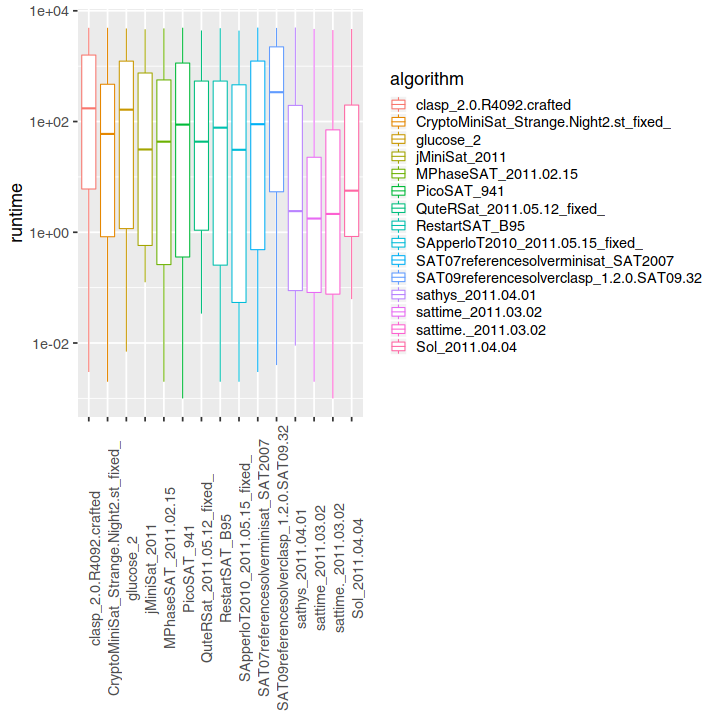 1e+04
1e+02
1e+00
1e-02
runtime
clasp_2.0.R4092.crafted
CryptoMiniSat_Strange.Night2.st_fixed_
glucose_2
jMiniSat_2011
MPhaseSAT_2011.02.15
PicoSAT_941
QuteRSat_2011.05.12_fixed_
RestartSAT_B95
SApperloT2010_2011.05.15_fixed_
SAT07referencesolverminisat_SAT2007
SAT09referencesolverclasp_1.2.0.SAT09.32
sathys_2011.04.01
sattime_2011.03.02
sattime._2011.03.02
Sol_2011.04.04
algorithm
clasp_2.0.R4092.crafted
CryptoMiniSat_Strange.Night2.st_fixed_
glucose_2
jMiniSat_2011
MPhaseSAT_2011.02.15
PicoSAT_941
QuteRSat_2011.05.12_fixed_
RestartSAT_B95
SApperloT2010_2011.05.15_fixed_
SAT07referencesolverminisat_SAT2007
SAT09referencesolverclasp_1.2.0.SAT09.32
sathys_2011.04.01
sattime_2011.03.02
sattime._2011.03.02
Sol_2011.04.04